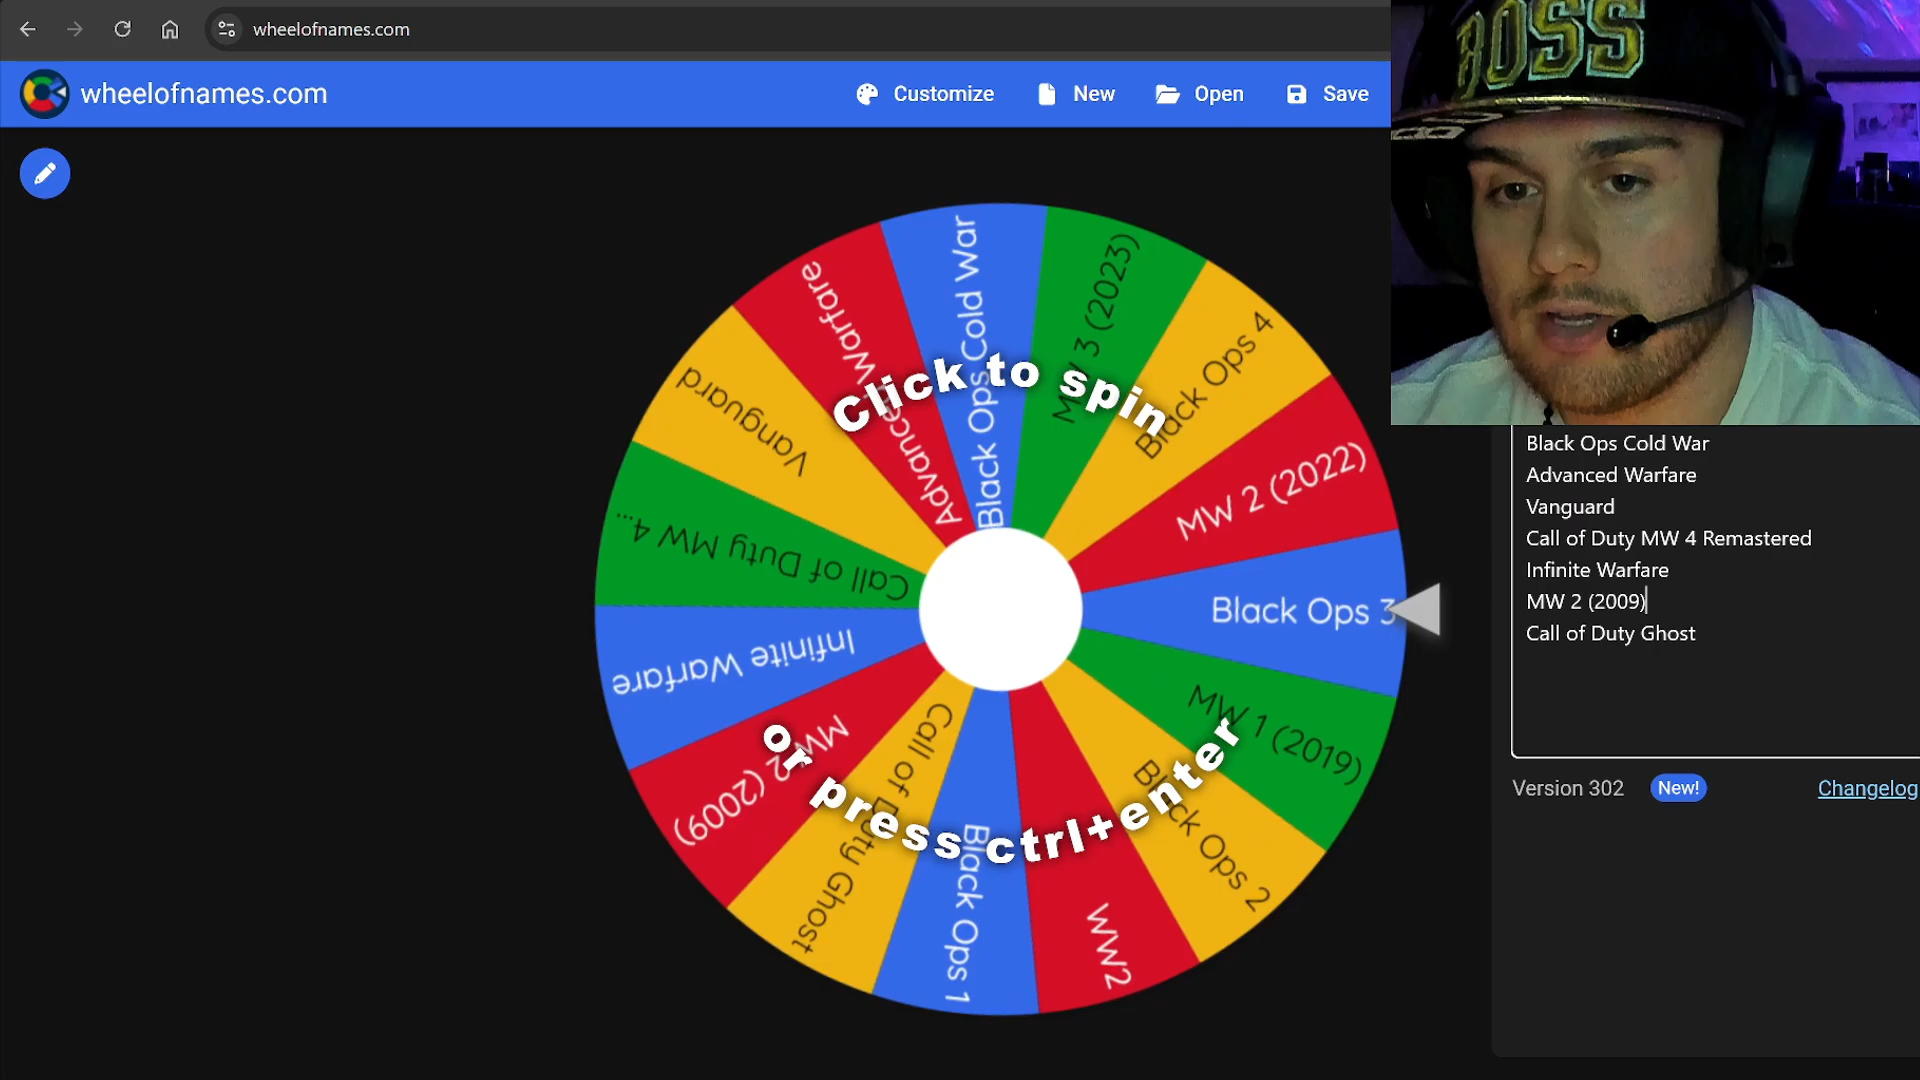 wheelofnames.com
BOSS
wheelofnames.com
Customize
New
Open
Save
Click to spin
or press ctrl+enter
Black Ops Cold War
MW 3 (2023)
Black Ops 4
MW 2 (2022)
Black Ops 3
MW 1 (2019)
Black Ops 2
WW2
Black Ops 1
Call of Duty Ghost
MW 2 (2009)
Infinite Warfare
Call of Duty MW 4...
Vanguard
Advanced Warfare
Black Ops Cold War
Advanced Warfare
Vanguard
Call of Duty MW 4 Remastered
Infinite Warfare
MW 2 (2009)
Call of Duty Ghost
Version 302
New!
Changelog